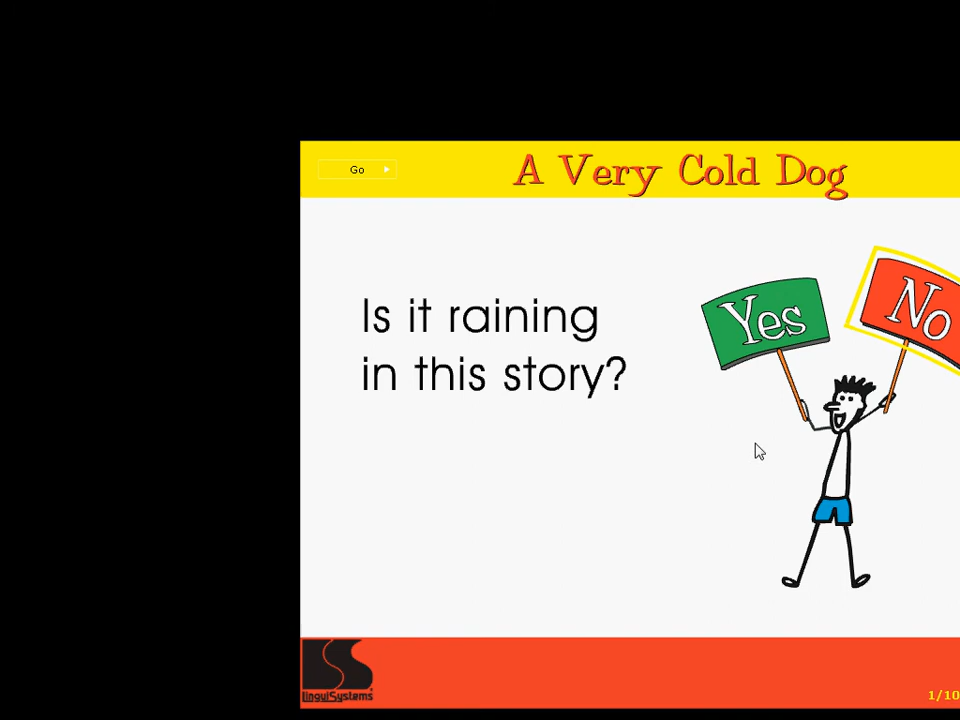 Go
A Very Cold Dog
Is it raining
in this story?
Yes
No
LinguiSystems
1/10